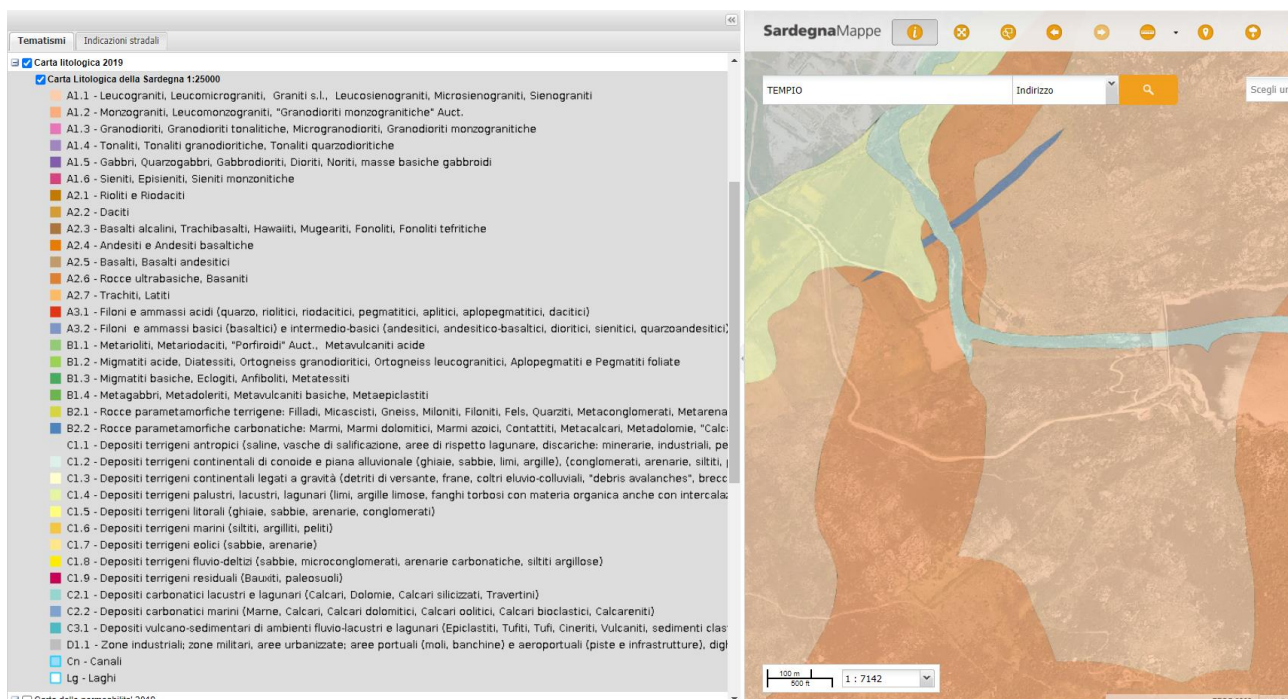 Tematismi
Indicazioni stradali
Carta litologica 2019
Carta Litologica della Sardegna 1:25000
A1.1 - Leucograniti, Leucomicrograniti, Graniti s.l., Leucosienograniti, Microsienograniti, Sienograniti
A1.2 - Monzograniti, Leucomonzograniti, "Granodioriti monzogranitiche" Auct.
A1.3 - Granodioriti, Granodioriti tonalitiche, Microgranodioriti, Granodioriti monzogranitiche
A1.4 - Tonaliti, Tonaliti granodioritiche, Tonaliti quarzodioritiche
A1.5 - Gabbri, Quarzogabbri, Gabbrodioriti, Dioriti, Noriti, masse basiche gabbroidi
A1.6 - Sieniti, Episieniti, Sieniti monzonitiche
A2.1 - Rioliti e Riodaciti
A2.2 - Daciti
A2.3 - Basalti alcalini, Trachibasalti, Hawaiiti, Mugeariti, Fonoliti, Fonoliti tefritiche
A2.4 - Andesiti e Andesiti basaltiche
A2.5 - Basalti, Basalti andesitici
A2.6 - Rocce ultrabasiche, Basaniti
A2.7 - Trachiti, Latiti
A3.1 - Filoni e ammassi acidi (quarzo, riolitici, riodacitici, pegmatitici, aplitici, aplopegmatitici, dacitici)
A3.2 - Filoni e ammassi basici (basaltici) e intermedio-basici (andesitici, andesitico-basaltici, dioritici, sienitici, quarzoandesitici)
B1.1 - Metarioliti, Metariodaciti, "Porfiroidi" Auct., Metavulcaniti acide
B1.2 - Migmatiti acide, Diatessiti, Ortogneiss granodioritici, Ortogneiss leucogranitici, Aplopegmatiti e Pegmatiti foliate
B1.3 - Migmatiti basiche, Eclogiti, Anfiboliti, Metatessiti
B1.4 - Metagabbri, Metadoleriti, Metavulcaniti basiche, Metaepiclastiti
B2.1 - Rocce parametamorfiche terrigene: Filladi, Micascisti, Gneiss, Miloniti, Filoniti, Fels, Quarziti, Metaconglomerati, Metarena
B2.2 - Rocce parametamorfiche carbonatiche: Marmi, Marmi dolomitici, Marmi azoici, Contattiti, Metacalcari, Metadolomie, "Calc
C1.1 - Depositi terrigeni antropici (saline, vasche di salificazione, aree di rispetto lagunare, discariche: minerarie, industriali, pe
C1.2 - Depositi terrigeni continentali di conoide e piana alluvionale (ghiaie, sabbie, limi, argille), (conglomerati, arenarie, siltiti,
C1.3 - Depositi terrigeni continentali legati a gravità (detriti di versante, frane, coltri eluvio-colluviali, "debris avalanches", brecc
C1.4 - Depositi terrigeni palustri, lacustri, lagunari (limi, argille limose, fanghi torbosi con materia organica anche con intercala
C1.5 - Depositi terrigeni litorali (ghiaie, sabbie, arenarie, conglomerati)
C1.6 - Depositi terrigeni marini (siltiti, argilliti, peliti)
C1.7 - Depositi terrigeni eolici (sabbie, arenarie)
C1.8 - Depositi terrigeni fluvio-deltizi (sabbie, microconglomerati, arenarie carbonatiche, siltiti argillose)
C1.9 - Depositi terrigeni residuali (Bauxiti, paleosuoli)
C2.1 - Depositi carbonatici lacustri e lagunari (Calcari, Dolomie, Calcari silicizzati, Travertini)
C2.2 - Depositi carbonatici marini (Marne, Calcari, Calcari dolomitici, Calcari oolitici, Calcari bioclastici, Calcareniti)
C3.1 - Depositi vulcano-sedimentari di ambienti fluvio-lacustri e lagunari (Epiclastiti, Tufiti, Tufi, Cineriti, Vulcaniti, sedimenti clas
D1.1 - Zone industriali; zone militari, aree urbanizzate; aree portuali (moli, banchine) e aeroportuali (piste e infrastrutture), dig
Cn - Canali
Lg - Laghi
SardegnaMappe
TEMPIO
Indirizzo
Scegli un
100 m
500 ft
1 : 7142